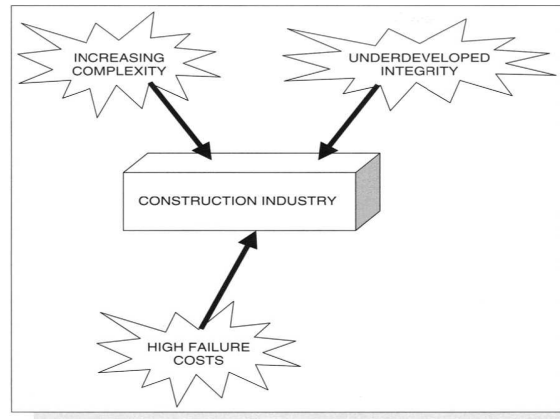 INCREASING
COMPLEXITY
UNDERDEVELOPED
INTEGRITY
CONSTRUCTION INDUSTRY
HIGH FAILURE
COSTS